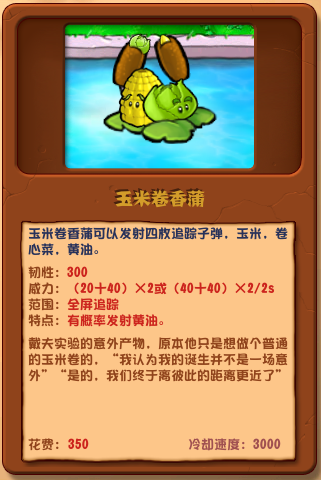 玉米卷香蒲
玉米卷香蒲可以发射四枚追踪子弹，玉米，卷
心菜，黄油。
韧性：300
威力：（20+40）×2或（40+40）×2/2s
范围：全屏追踪
特点：有概率发射黄油。
戴夫实验的意外产物，原本他只是想做个普通
的玉米卷的，“我认为我的诞生并不是一场意
外”“是的，我们终于离彼此的距离更近了”
花费：350 冷却速度：3000